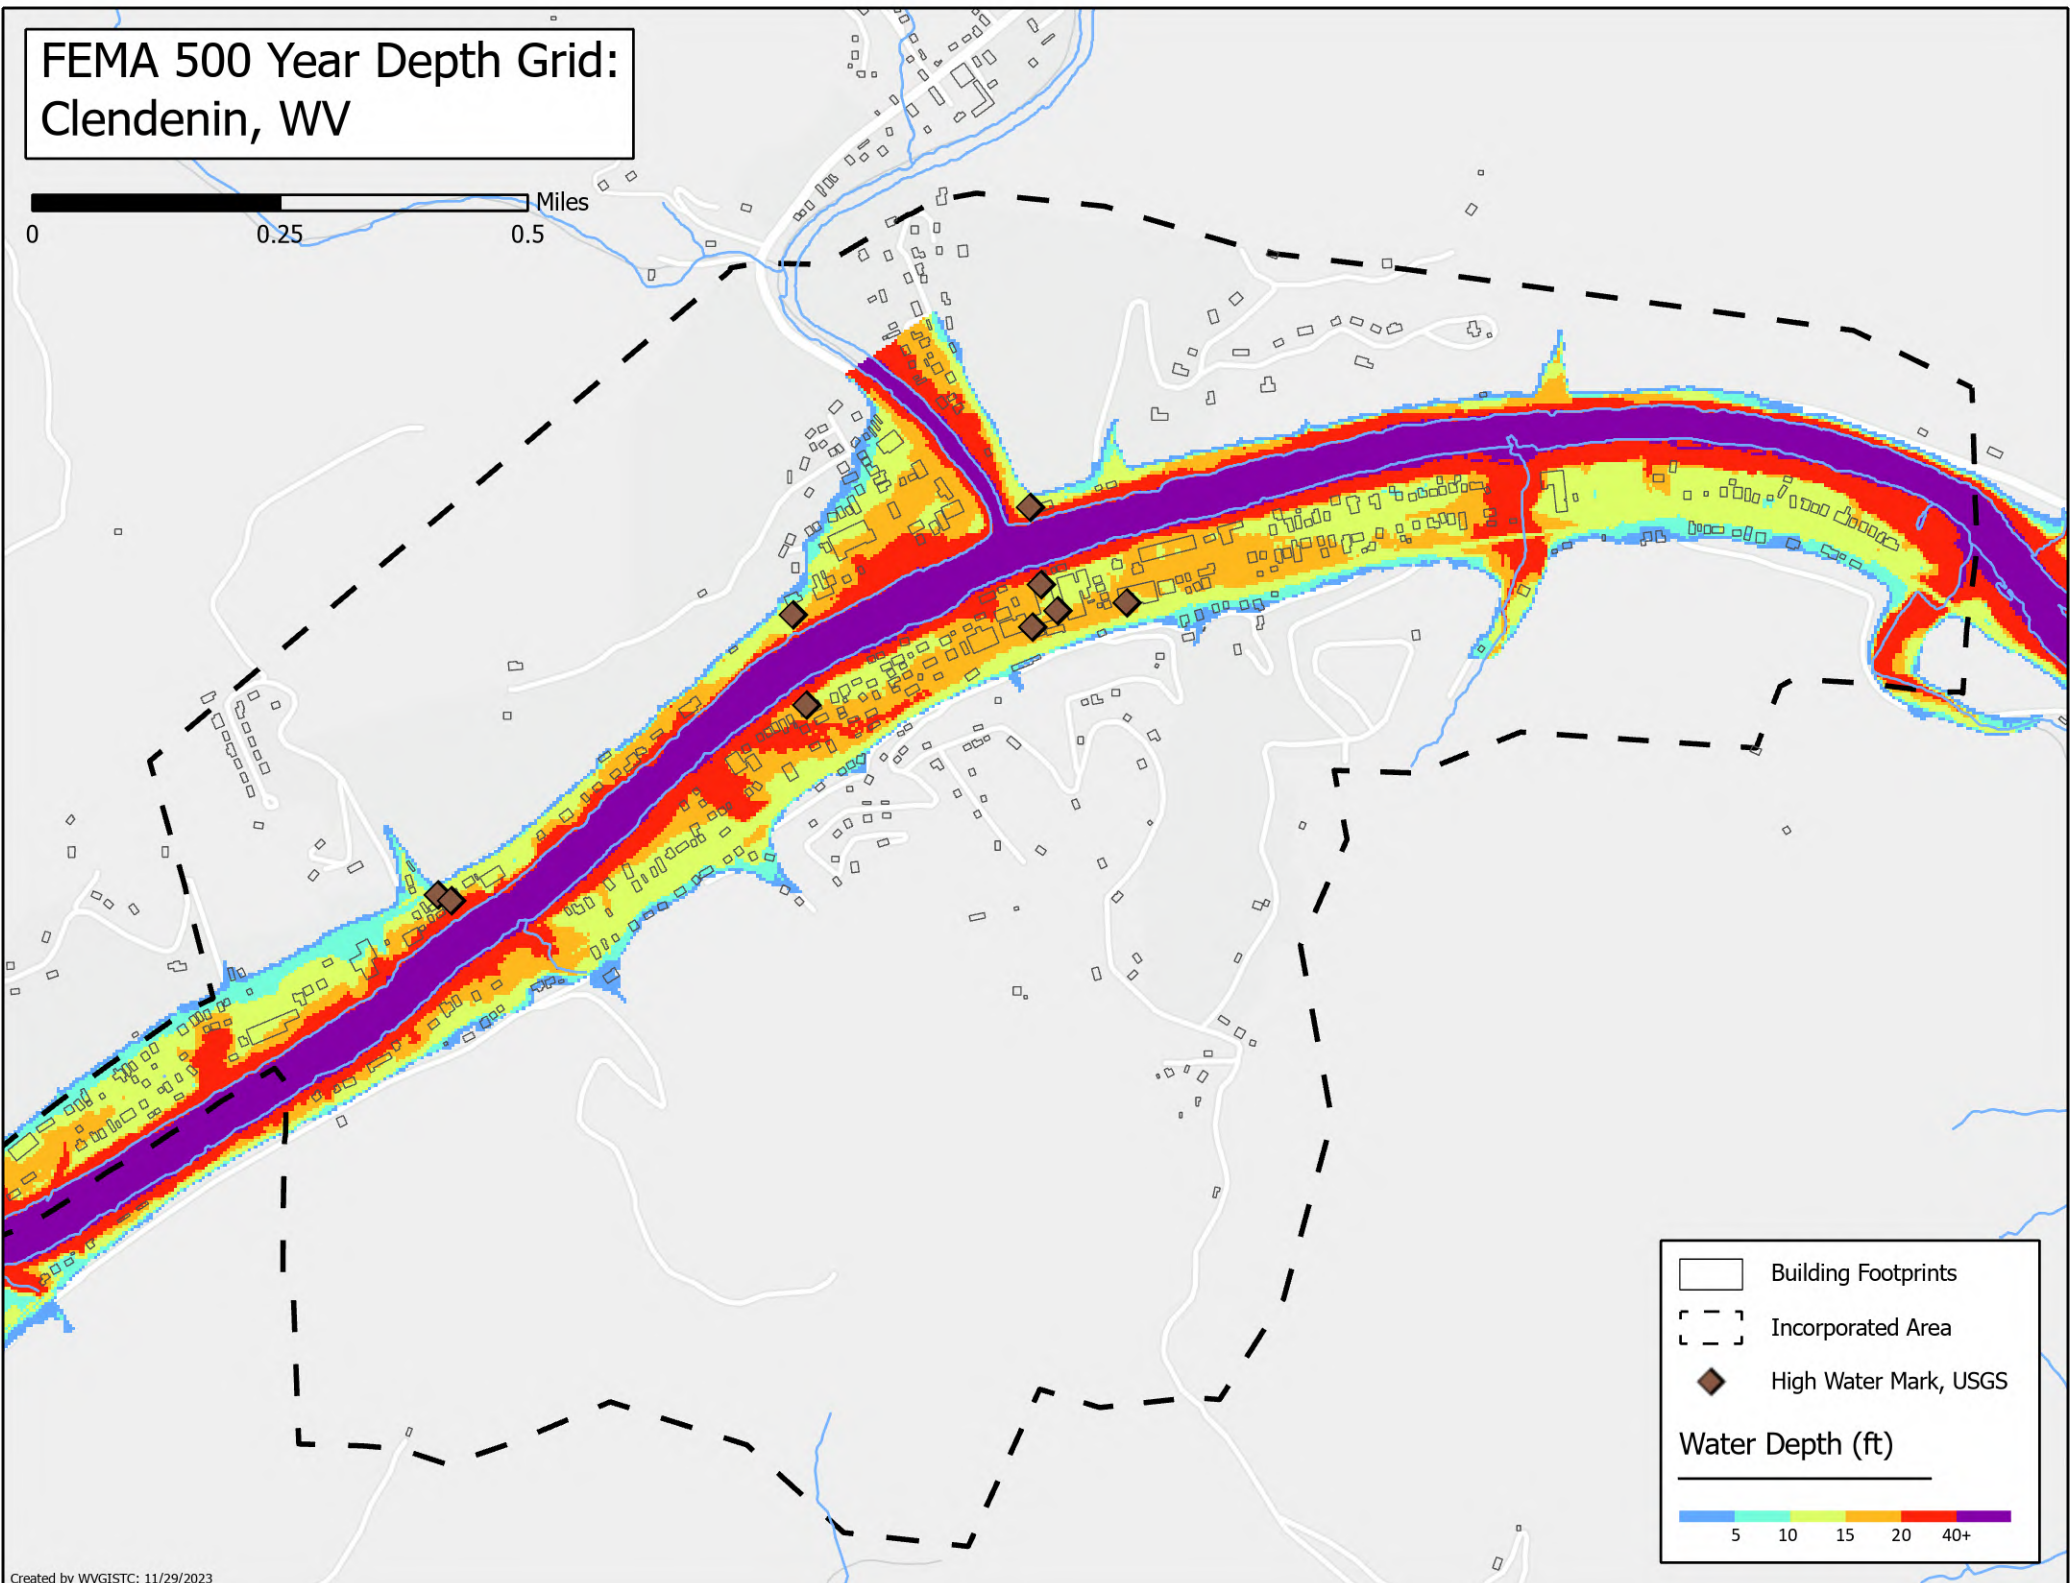 FEMA 500 Year Depth Grid:
Clendenin, WV
Miles
0 0.25 0.5
Building Footprints
Incorporated Area
High Water Mark, USGS
Water Depth (ft)
5 10 15 20 40+
Created by WVGISTC: 11/29/2023